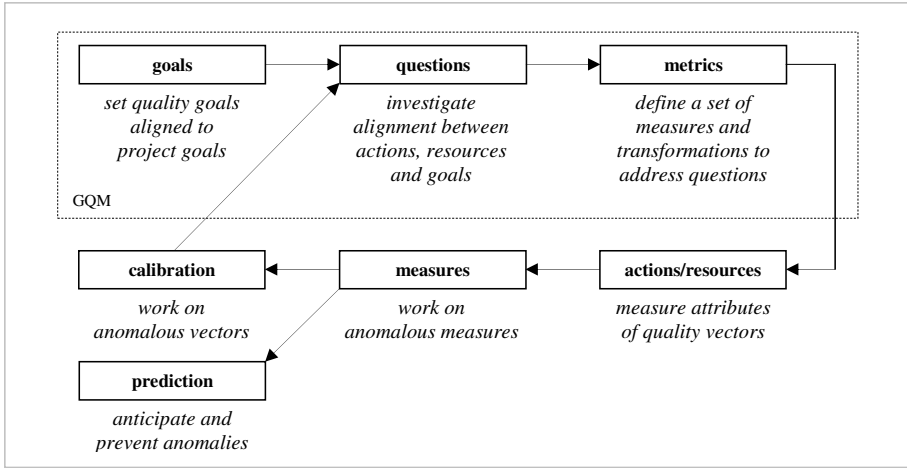 goals
set quality goals
aligned to
project goals
questions
investigate
alignment between
actions, resources
and goals
metrics
define a set of
measures and
transformations to
address questions
GQM
calibration
work on
anomalous vectors
measures
work on
anomalous measures
actions/resources
measure attributes
of quality vectors
prediction
anticipate and
prevent anomalies